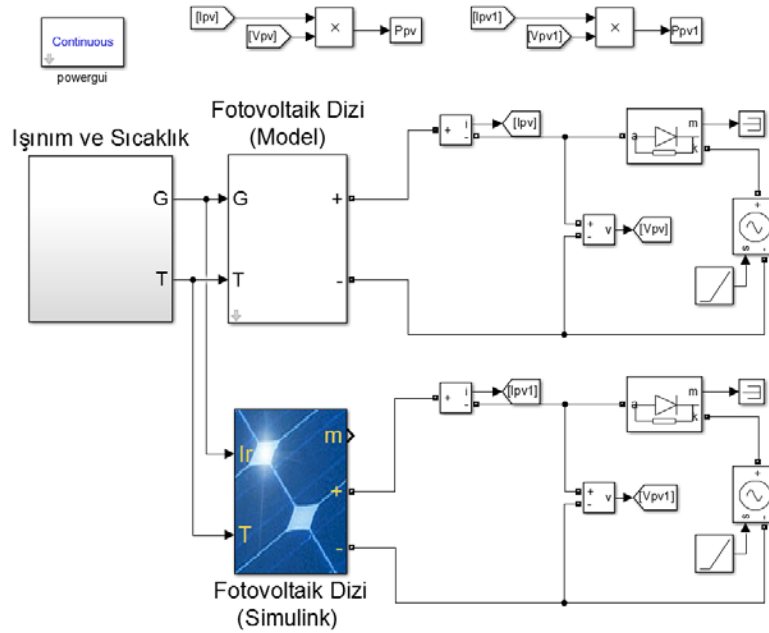 [Ipv]
[Vpv]
×
Ppv
[Ipv1]
[Vpv1]
×
Ppv1
Continuous
powergui
Işınım ve Sıcaklık
G
T
Fotovoltaik Dizi
(Model)
G
T
+
-
+
i
-
[Ipv]
a
m
k
+
-
v
[Vpv]
+
s
-
Ir
T
m
+
-
Fotovoltaik Dizi
(Simulink)
+
i
-
[Ipv1]
a
m
k
+
-
v
[Vpv1]
+
s
-